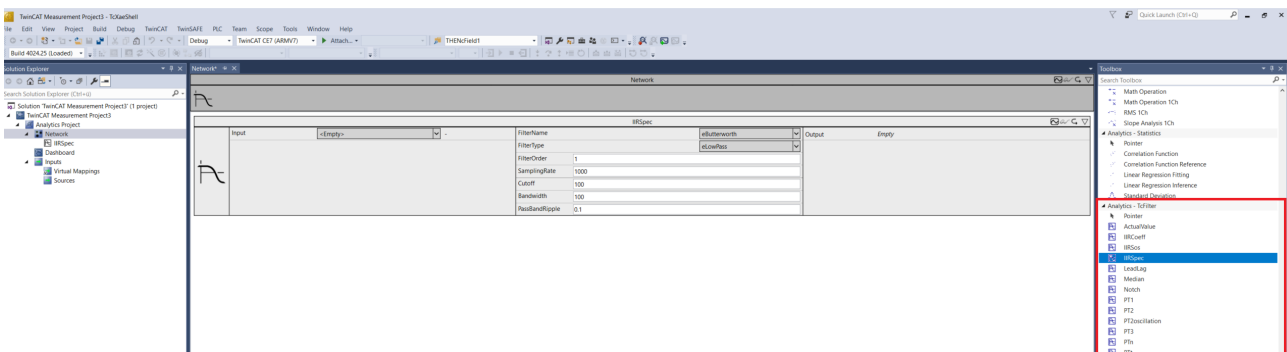 TwinCAT Measurement Project3 - TcXaeShell
Quick Launch (Ctrl+Q)
File Edit View Project Build Debug TwinCAT TwinSAFE PLC Team Scope Tools Window Help
Debug TwinCAT CE7 (ARMV7) Attach... THENcField1
Build 4024.25 (Loaded)
Solution Explorer
Search Solution Explorer (Ctrl+ü)
Solution 'TwinCAT Measurement Project3' (1 project)
TwinCAT Measurement Project3
Analytics Project
Network
IIRSpec
Dashboard
Inputs
Virtual Mappings
Sources
Network*
Network
IIRSpec
Input <Empty>
FilterName eButterworth
FilterType eLowPass
FilterOrder 1
SamplingRate 1000
Cutoff 100
Bandwidth 100
PassBandRipple 0.1
Output Empty
Toolbox
Search Toolbox
Math Operation
Math Operation 1Ch
RMS 1Ch
Slope Analysis 1Ch
Analytics - Statistics
Pointer
Correlation Function
Correlation Function Reference
Linear Regression Fitting
Linear Regression Inference
Standard Deviation
Analytics - TcFilter
Pointer
ActualValue
IIRCoeff
IIRSos
IIRSpec
LeadLag
Median
Notch
PT1
PT2
PT2oscillation
PT3
PTn